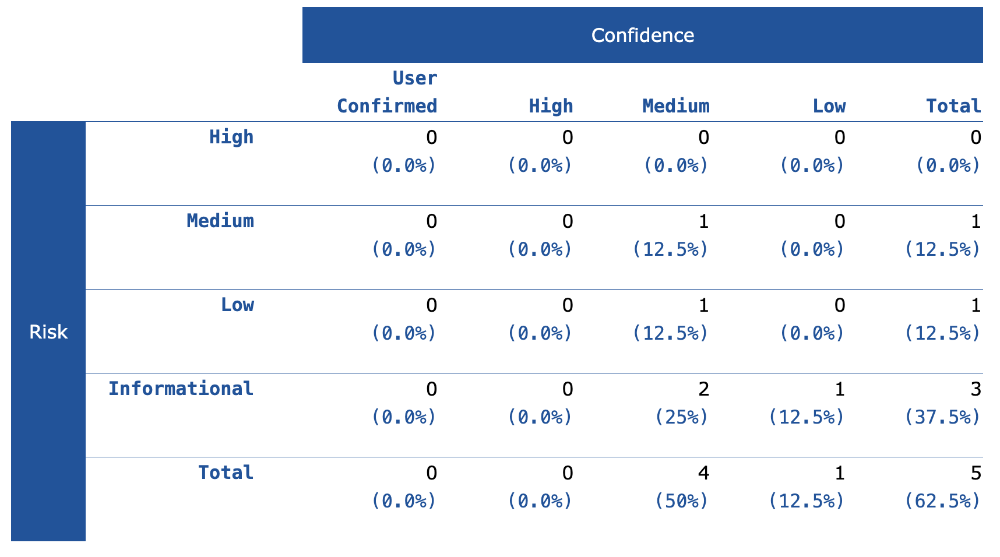 Confidence
User
Confirmed High Medium Low Total
High 0 0 0 0 0
(0.0%) (0.0%) (0.0%) (0.0%) (0.0%)
Medium 0 0 1 0 1
(0.0%) (0.0%) (12.5%) (0.0%) (12.5%)
Low 0 0 1 0 1
Risk (0.0%) (0.0%) (12.5%) (0.0%) (12.5%)
Informational 0 0 2 1 3
(0.0%) (0.0%) (25%) (12.5%) (37.5%)
Total 0 0 4 1 5
(0.0%) (0.0%) (50%) (12.5%) (62.5%)